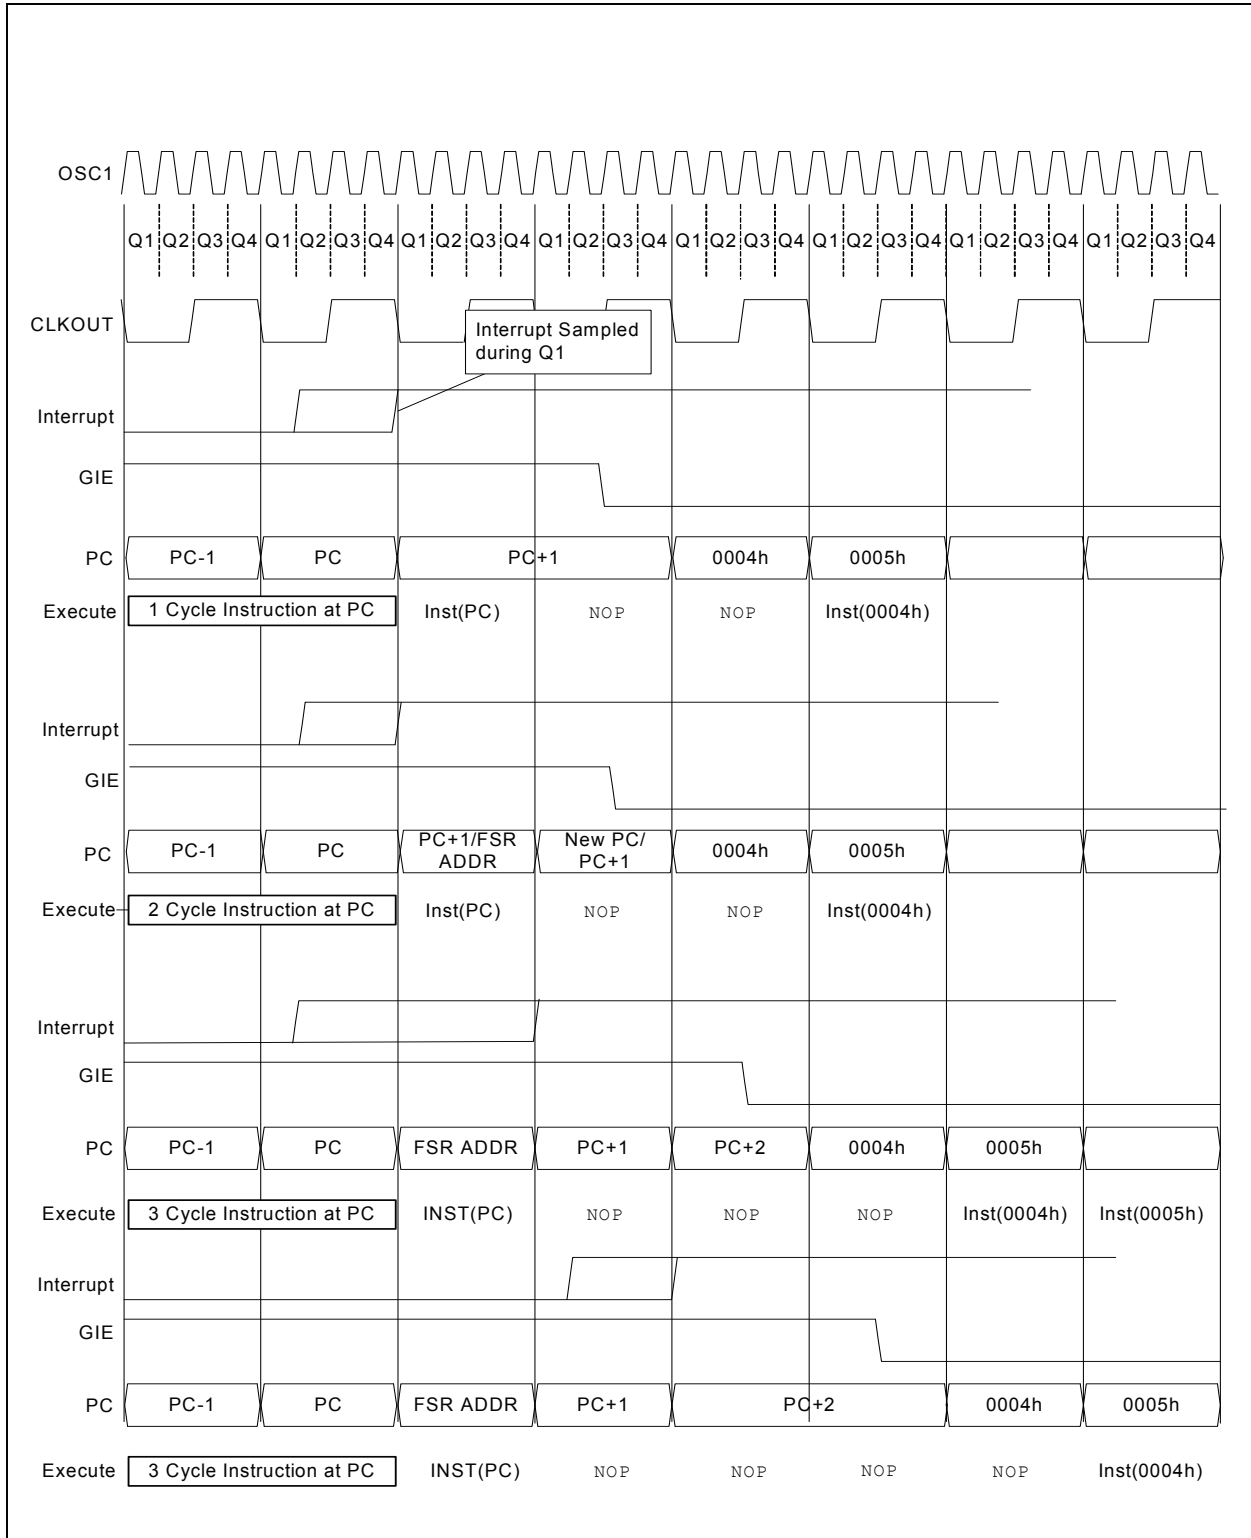 OSC1
Q1 Q2 Q3 Q4 Q1 Q2 Q3 Q4 Q1 Q2 Q3 Q4 Q1 Q2 Q3 Q4 Q1 Q2 Q3 Q4 Q1 Q2 Q3 Q4 Q1 Q2 Q3 Q4 Q1 Q2 Q3 Q4
CLKOUT
Interrupt Sampled
during Q1
Interrupt
GIE
PC PC-1 PC PC+1 0004h 0005h
Execute 1 Cycle Instruction at PC Inst(PC) NOP NOP Inst(0004h)
Interrupt
GIE
PC PC-1 PC PC+1/FSR ADDR New PC/ PC+1 0004h 0005h
Execute 2 Cycle Instruction at PC Inst(PC) NOP NOP Inst(0004h)
Interrupt
GIE
PC PC-1 PC FSR ADDR PC+1 PC+2 0004h 0005h
Execute 3 Cycle Instruction at PC INST(PC) NOP NOP NOP Inst(0004h) Inst(0005h)
Interrupt
GIE
PC PC-1 PC FSR ADDR PC+1 PC+2 0004h 0005h
Execute 3 Cycle Instruction at PC INST(PC) NOP NOP NOP NOP Inst(0004h)